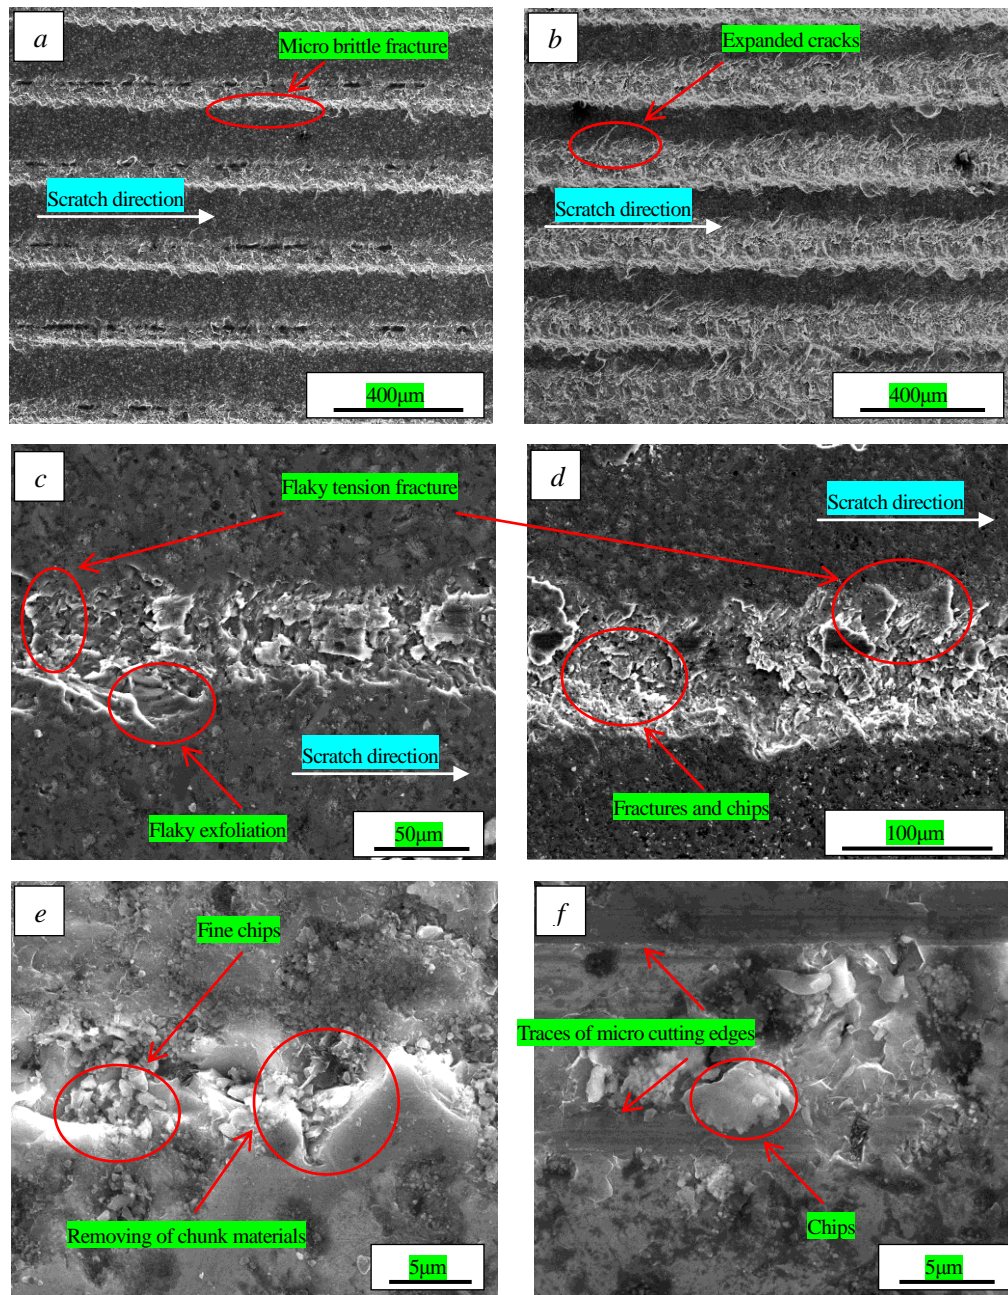 a
Micro brittle fracture
Scratch direction
400μm
b
Expanded cracks
Scratch direction
400μm
c
Flaky tension fracture
Scratch direction
Flaky exfoliation
50μm
d
Scratch direction
Fractures and chips
100μm
e
Fine chips
Removing of chunk materials
5μm
f
Traces of micro cutting edges
Chips
5μm